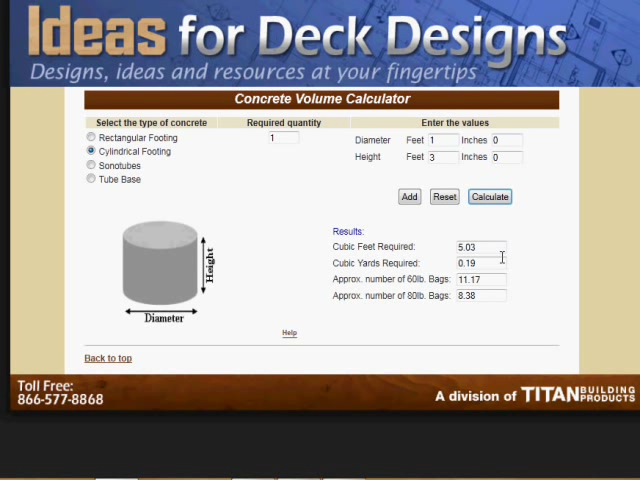 Ideas for Deck Designs
Designs, ideas and resources at your fingertips
Concrete Volume Calculator
Select the type of concrete Required quantity Enter the values
Rectangular Footing 1 Diameter Feet 1 Inches 0
Cylindrical Footing Height Feet 3 Inches 0
Sonotubes
Tube Base
Add Reset Calculate
Results:
Cubic Feet Required: 5.03
Cubic Yards Required: 0.19
Approx. number of 60lb. Bags: 11.17
Approx. number of 80lb. Bags: 8.38
Height
Diameter
Help
Back to top
Toll Free:
866-577-8868
A division of TITAN BUILDING PRODUCTS